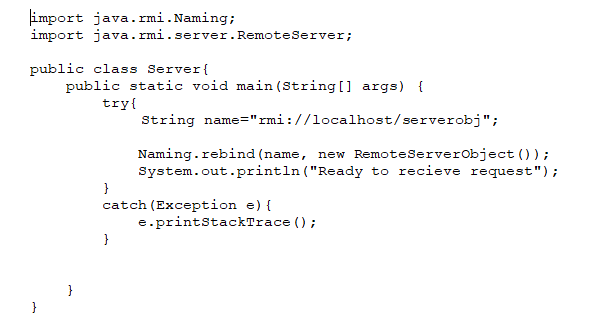 import java.rmi.Naming;
import java.rmi.server.RemoteServer;
public class Server{
public static void main(String[] args) {
try{
String name="rmi://localhost/serverobj";
Naming.rebind(name, new RemoteServerObject());
System.out.println("Ready to recieve request");
}
catch(Exception e){
e.printStackTrace();
}
}
}